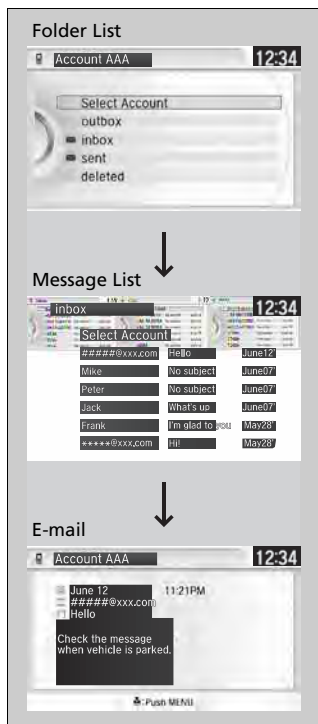 Folder List
Account AAA 12:34
Select Account
outbox
inbox
sent
deleted
Message List
inbox 12:34
Select Account
#####@xxx,com Hello June12'
Mike No subject June07'
Peter No subject June07'
Jack What's up June07'
Frank I'm glad to you May28'
*****@xxx,com Hi! May28'
E-mail
Account AAA 12:34
June 12 11:21PM
#####@xxx.com
Hello
Check the message
when vehicle is parked.
:Push MENU